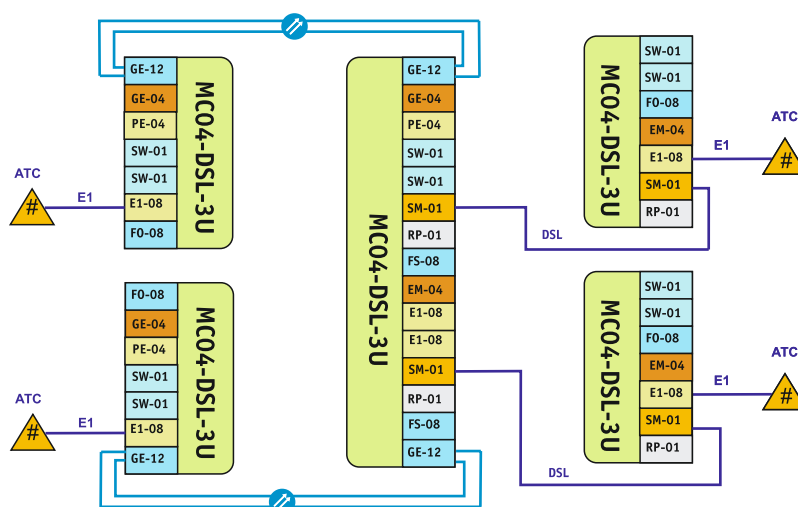 GE-12
GE-04
PE-04
SW-01
SW-01
E1-08
FO-08
MC04-DSL-3U
ATC
#
E1
FO-08
GE-04
PE-04
SW-01
SW-01
E1-08
GE-12
MC04-DSL-3U
ATC
#
E1
MC04-DSL-3U
GE-12
GE-04
PE-04
SW-01
SW-01
SM-01
RP-01
FS-08
EM-04
E1-08
E1-08
SM-01
RP-01
FS-08
GE-12
DSL
DSL
MC04-DSL-3U
SW-01
SW-01
FO-08
EM-04
E1-08
SM-01
RP-01
E1
ATC
#
MC04-DSL-3U
SW-01
SW-01
FO-08
EM-04
E1-08
SM-01
RP-01
E1
ATC
#